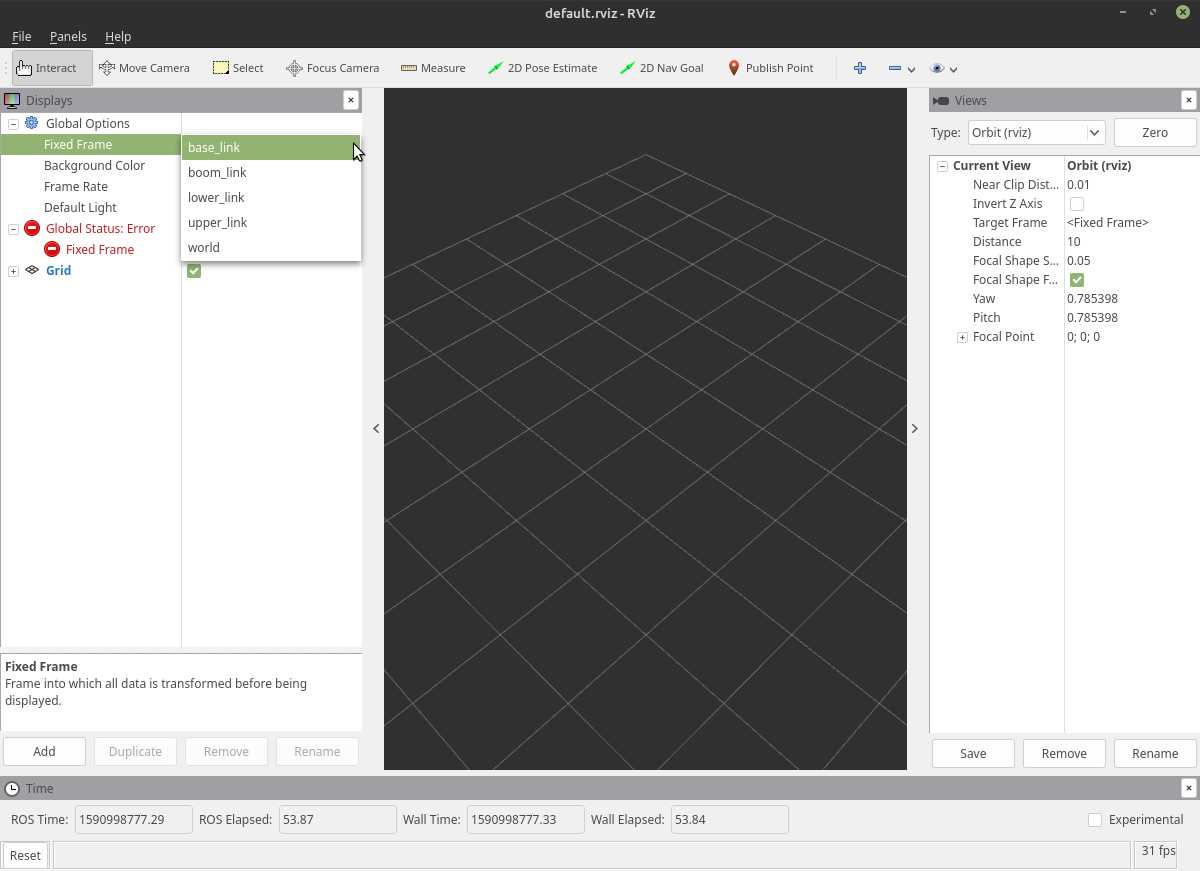 default.rviz - RViz
File Panels Help
Interact Move Camera Select Focus Camera Measure 2D Pose Estimate 2D Nav Goal Publish Point
Displays
Global Options
Fixed Frame
Background Color
Frame Rate
Default Light
Global Status: Error
Fixed Frame
Grid
base_link
boom_link
lower_link
upper_link
world
Fixed Frame
Frame into which all data is transformed before being
displayed.
Add Duplicate Remove Rename
Views
Type: Orbit (rviz) Zero
Current View Orbit (rviz)
Near Clip Dist... 0.01
Invert Z Axis
Target Frame <Fixed Frame>
Distance 10
Focal Shape S... 0.05
Focal Shape F...
Yaw 0.785398
Pitch 0.785398
Focal Point 0; 0; 0
Save Remove Rename
Time
ROS Time: 1590998777.29 ROS Elapsed: 53.87 Wall Time: 1590998777.33 Wall Elapsed: 53.84 Experimental
Reset 31 fps